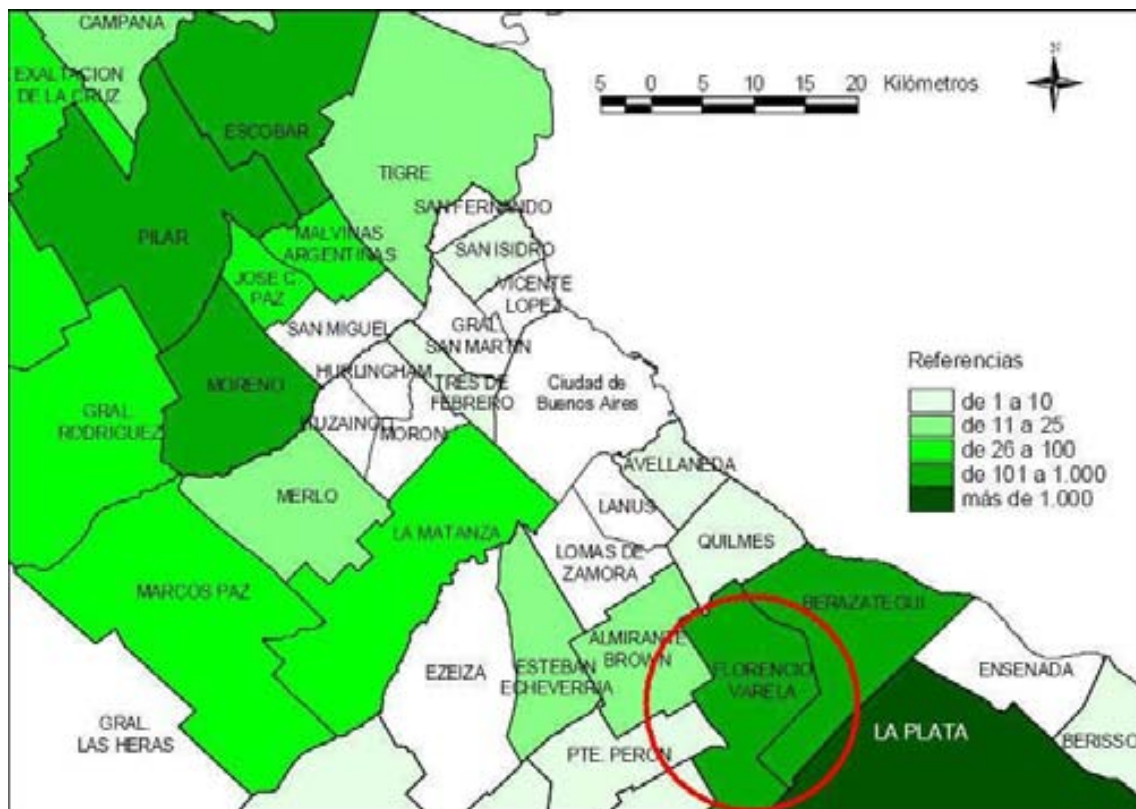 CAMPANA
EXALTACION
DE LA CRUZ
ESCOBAR
TIGRE
PILAR
SAN FERNANDO
SAN ISIDRO
MALVINAS
ARGENTINAS
JOSE C.
PAZ
VICENTE
LOPEZ
SAN MIGUEL
GRAL.
SAN MARTIN
HURLINGHAM
TRES DE
FEBRERO
MORENO
GRAL.
RODRIGUEZ
ITUZAINGO
MORON
Ciudad de
Buenos Aires
MERLO
AVELLANEDA
LANUS
LA MATANZA
QUILMES
LOMAS DE
ZAMORA
MARCOS PAZ
BERAZATEGUI
ALMIRANTE
BROWN
EZEIZA
ESTEBAN
ECHEVERRIA
FLORENCIO
VARELA
ENSENADA
GRAL.
LAS HERAS
PTE. PERON
LA PLATA
BERISSO
5 0 5 10 15 20 Kilómetros
N
Referencias
de 1 a 10
de 11 a 25
de 26 a 100
de 101 a 1.000
más de 1.000